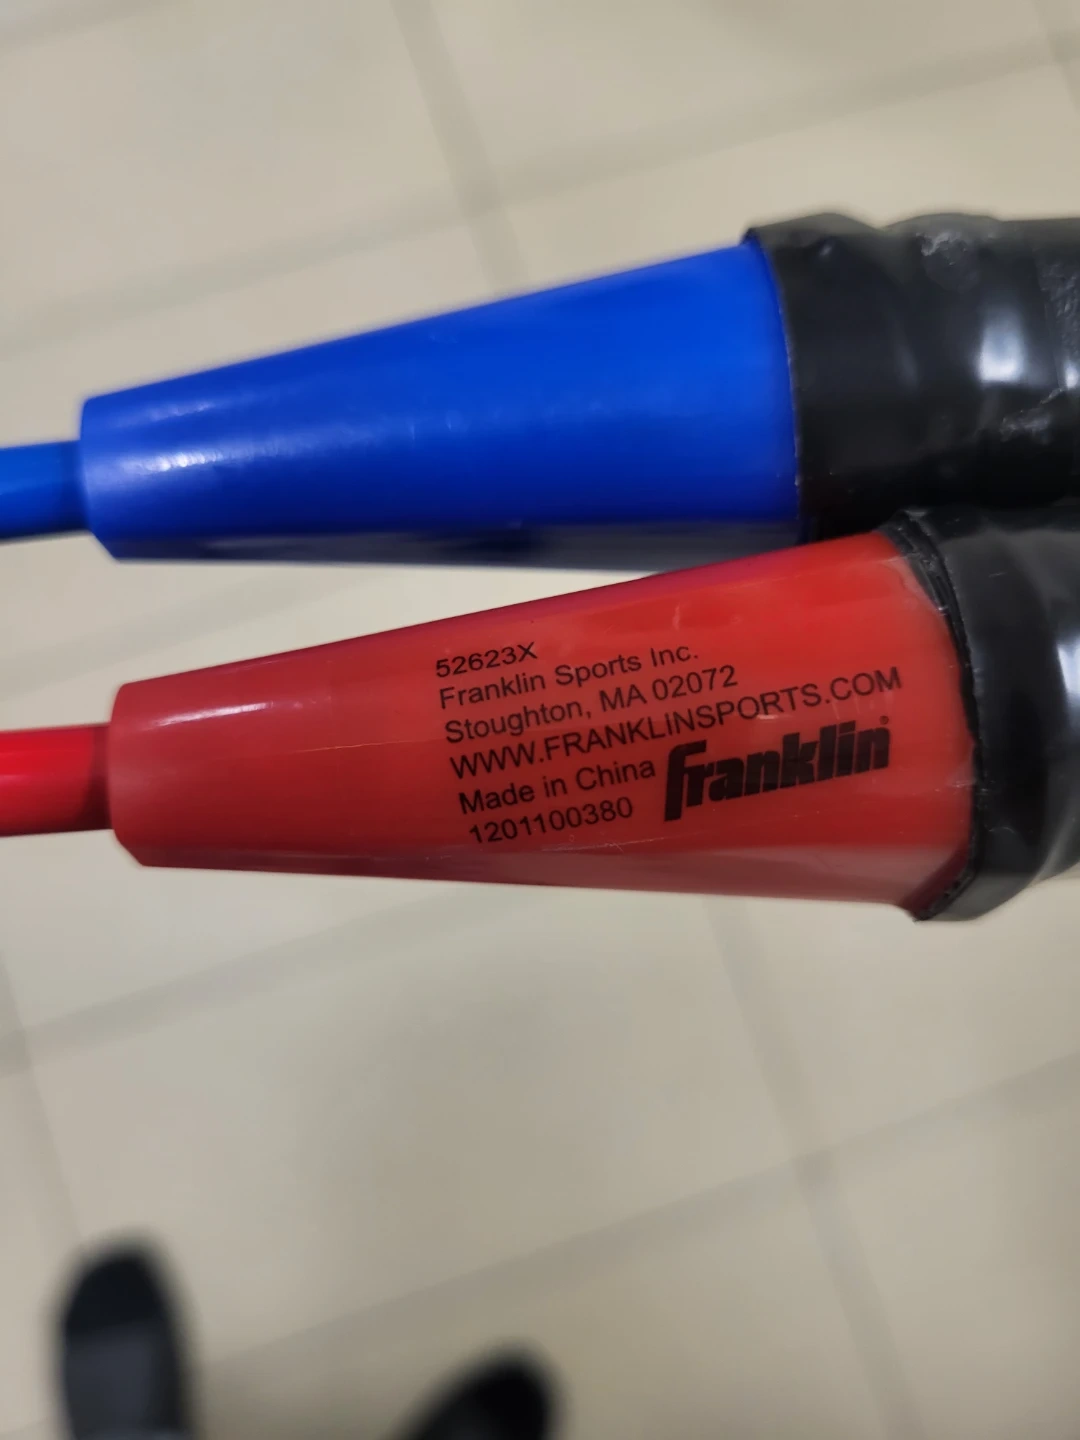 52623X
Franklin Sports Inc.
Stoughton, MA 02072
WWW.FRANKLINSPORTS.COM
Made in China
1201100380
franklin®